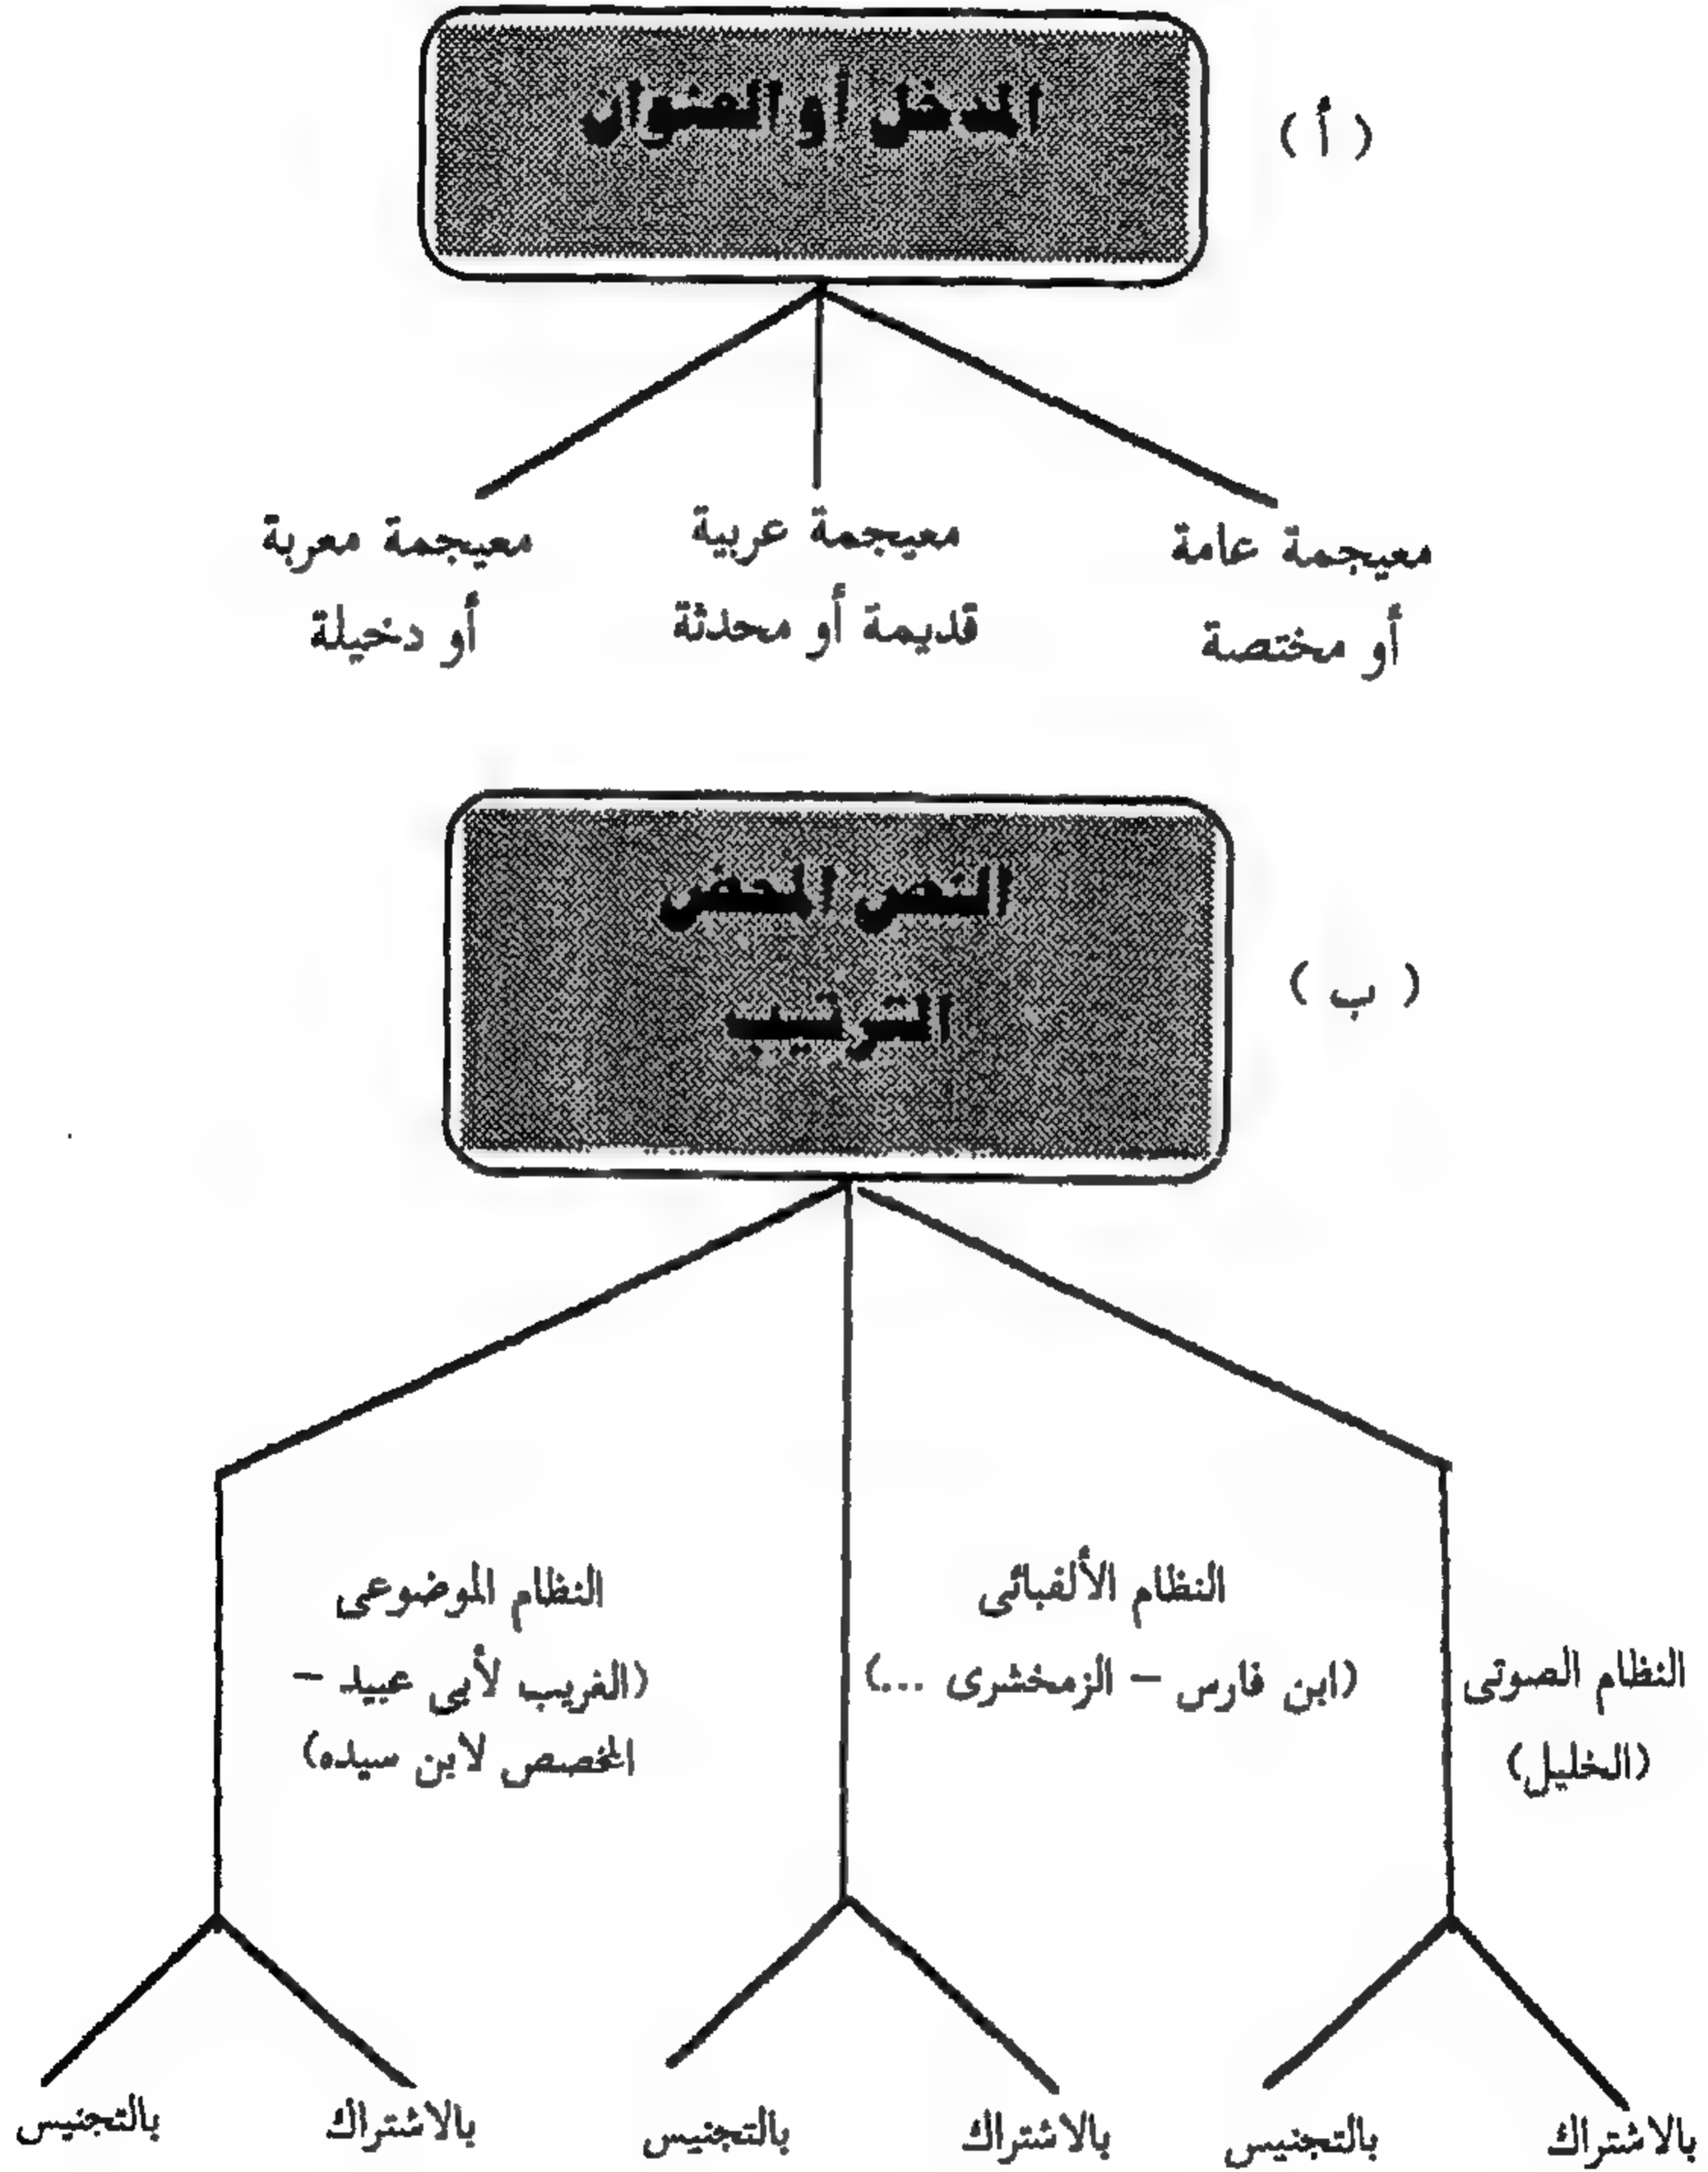 ( أ )
المدخل أو العنوان
معيجمة عامة
أو مختصة
معيجمة عربية
قديمة أو محدثة
معيجمة معربة
أو دخيلة
( ب )
النص المحض
الترتيب
النظام الصوتى
(الخليل)
النظام الألفبائى
(ابن فارس – الزمخشرى ...)
النظام الموضوعى
(الغريب لأبى عبيد –
المخصص لابن سيده)
بالاشتراك
بالتجنيس
بالاشتراك
بالتجنيس
بالاشتراك
بالتجنيس